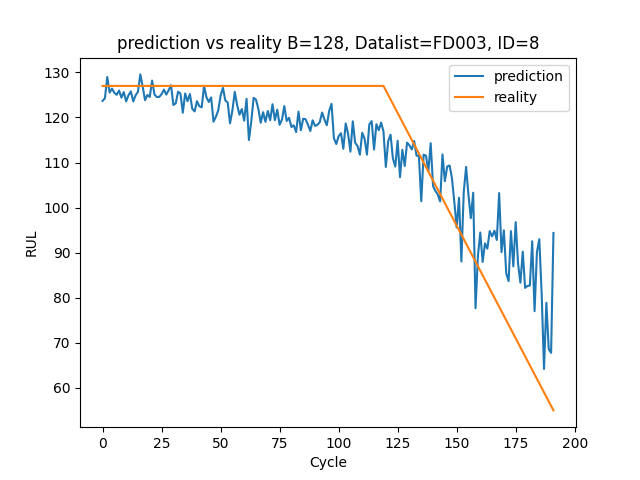 prediction vs reality B=128, Datalist=FD003, ID=8
prediction
reality
RUL
130
120
110
100
90
80
70
60
0 25 50 75 100 125 150 175 200
Cycle